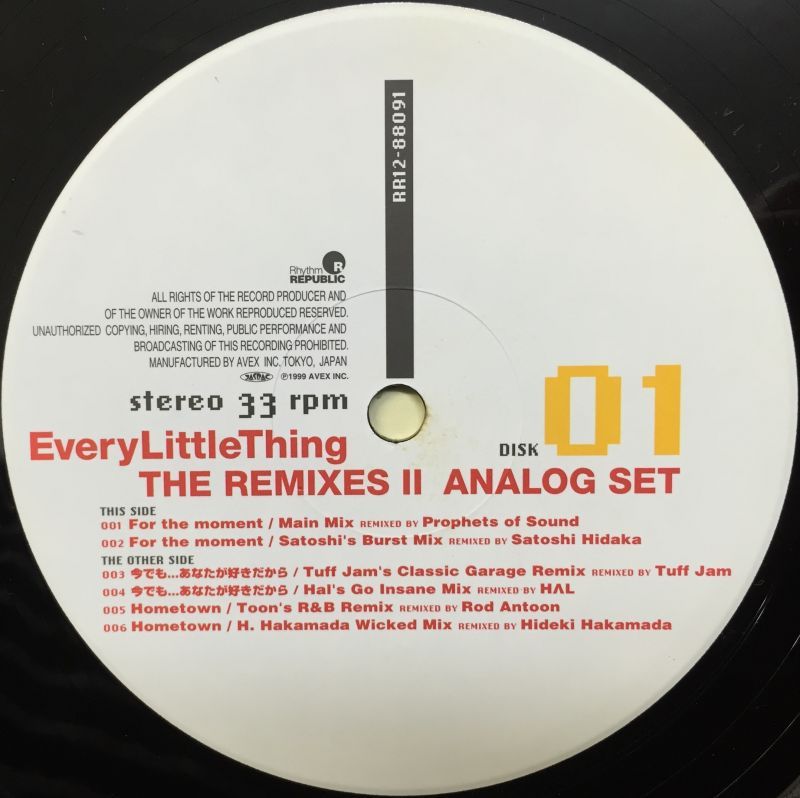 RR12-88091
Rhythm
REPUBLIC
R
ALL RIGHTS OF THE RECORD PRODUCER AND
OF THE OWNER OF THE WORK REPRODUCED RESERVED.
UNAUTHORIZED COPYING, HIRING, RENTING, PUBLIC PERFORMANCE AND
BROADCASTING OF THIS RECORDING PROHIBITED.
MANUFACTURED BY AVEX INC. TOKYO, JAPAN
JASRAC ℗1999 AVEX INC.
stereo 33 rpm
EveryLittleThing
DISK 01
THE REMIXES II ANALOG SET
THIS SIDE
001 For the moment / Main Mix REMIXED BY Prophets of Sound
002 For the moment / Satoshi's Burst Mix REMIXED BY Satoshi Hidaka
THE OTHER SIDE
003 今でも...あなたが好きだから / Tuff Jam's Classic Garage Remix REMIXED BY Tuff Jam
004 今でも...あなたが好きだから / Hal's Go Insane Mix REMIXED BY HΛL
005 Hometown / Toon's R&B Remix REMIXED BY Rod Antoon
006 Hometown / H. Hakamada Wicked Mix REMIXED BY Hideki Hakamada